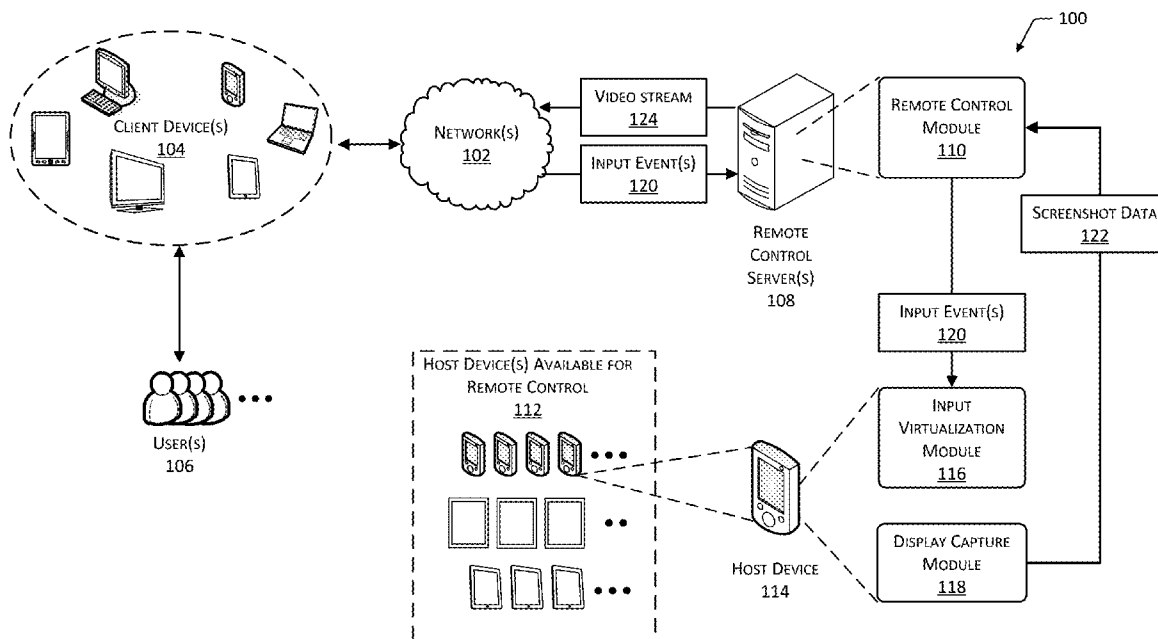 100
CLIENT DEVICE(S)
104
NETWORK(S)
102
VIDEO STREAM
124
INPUT EVENT(S)
120
REMOTE
CONTROL
SERVER(S)
108
REMOTE CONTROL
MODULE
110
SCREENSHOT DATA
122
INPUT EVENT(S)
120
USER(S)
106
HOST DEVICE(S) AVAILABLE FOR
REMOTE CONTROL
112
HOST DEVICE
114
INPUT
VIRTUALIZATION
MODULE
116
DISPLAY CAPTURE
MODULE
118